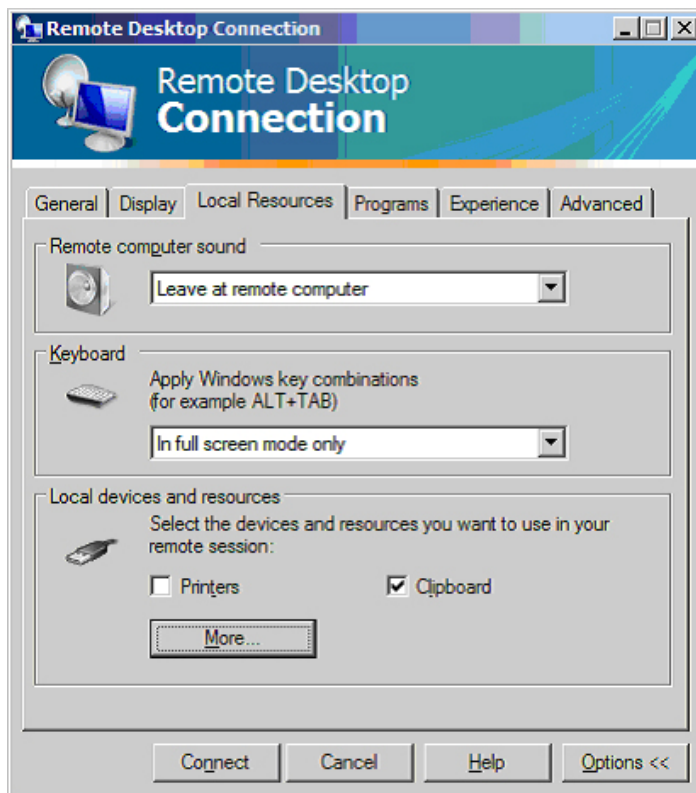 Remote Desktop Connection
Remote Desktop
Connection
General Display Local Resources Programs Experience Advanced
Remote computer sound
Leave at remote computer
Keyboard
Apply Windows key combinations
(for example ALT+TAB)
In full screen mode only
Local devices and resources
Select the devices and resources you want to use in your
remote session:
Printers Clipboard
More...
Connect Cancel Help Options <<